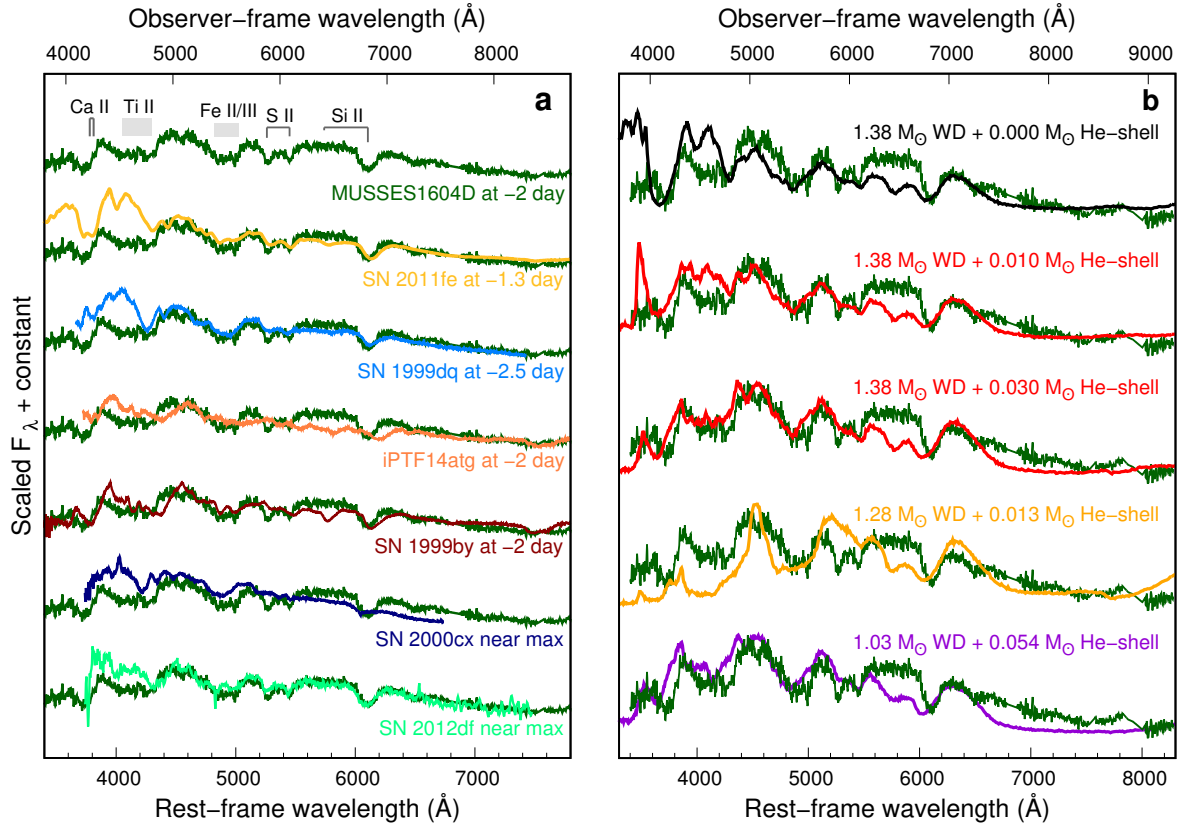 Observer−frame wavelength (Å)
4000 5000 6000 7000 8000
a
Ca II Ti II Fe II/III S II Si II
MUSSES1604D at −2 day
SN 2011fe at −1.3 day
SN 1999dq at −2.5 day
iPTF14atg at −2 day
SN 1999by at −2 day
SN 2000cx near max
SN 2012df near max
Scaled F λ + constant
4000 5000 6000 7000
Rest−frame wavelength (Å)
Observer−frame wavelength (Å)
4000 5000 6000 7000 8000 9000
b
1.38 M⊙ WD + 0.000 M⊙ He−shell
1.38 M⊙ WD + 0.010 M⊙ He−shell
1.38 M⊙ WD + 0.030 M⊙ He−shell
1.28 M⊙ WD + 0.013 M⊙ He−shell
1.03 M⊙ WD + 0.054 M⊙ He−shell
4000 5000 6000 7000 8000
Rest−frame wavelength (Å)